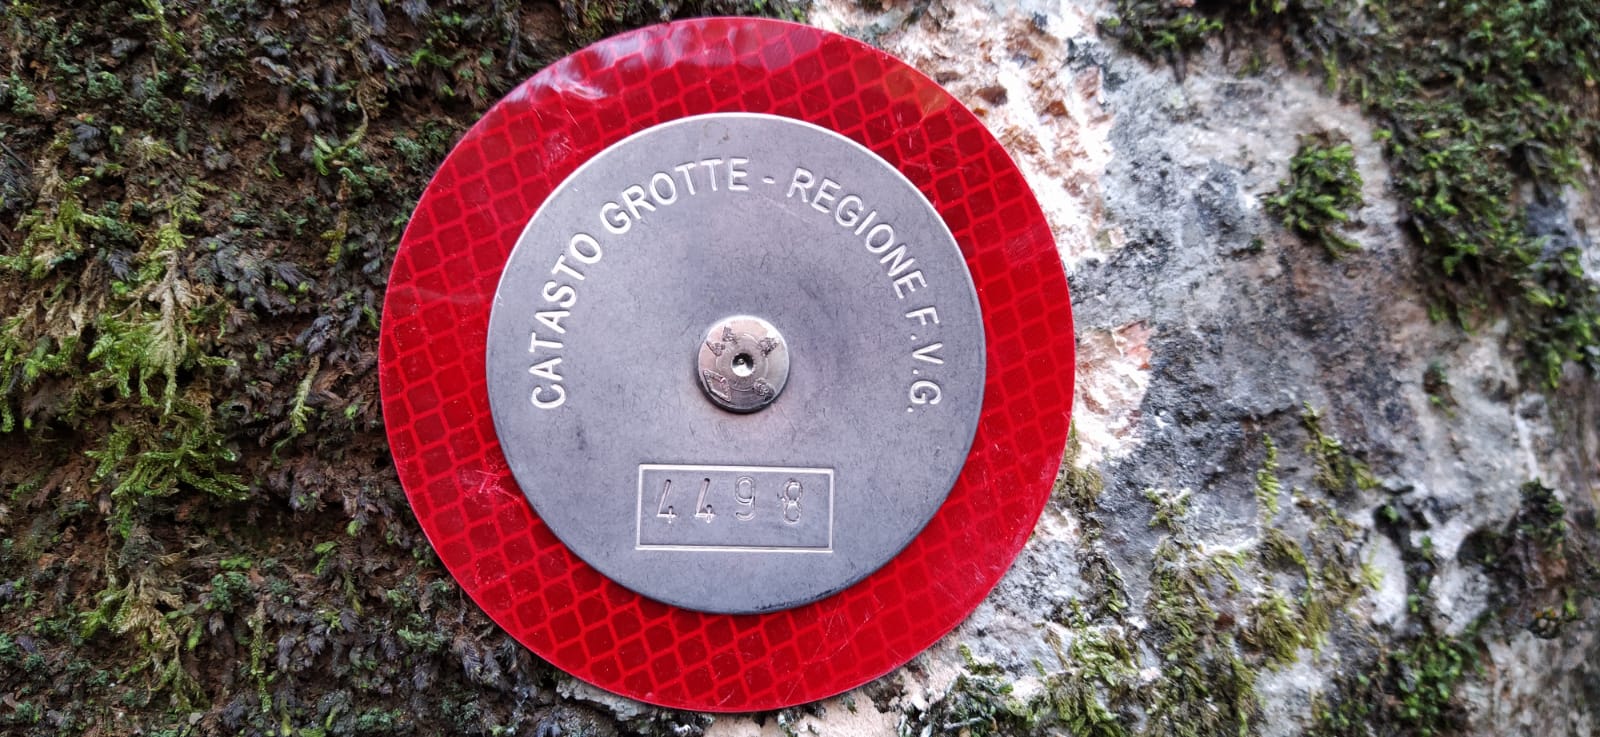 CATASTO GROTTE - REGIONE F.V.G.
4498